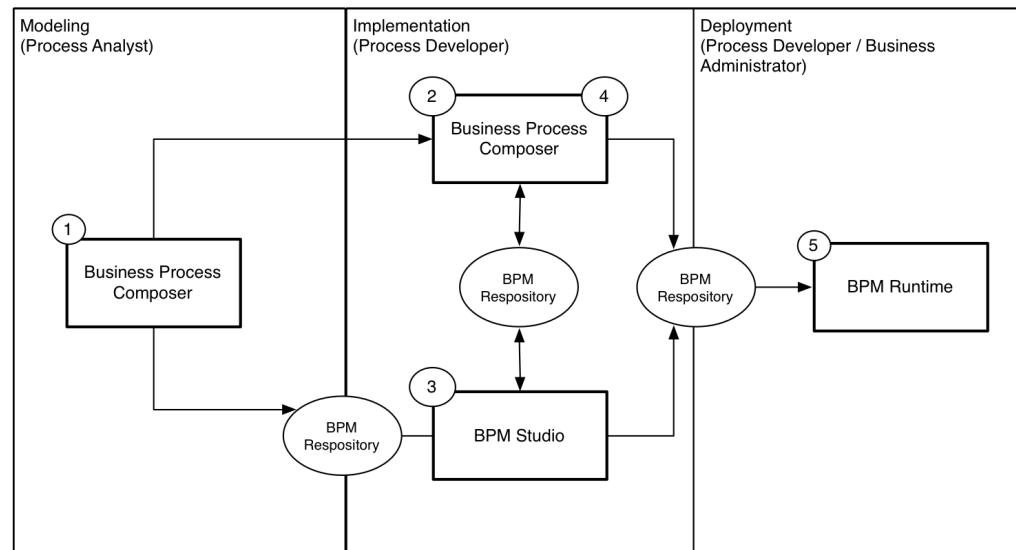 Modeling
(Process Analyst)
Implementation
(Process Developer)
Deployment
(Process Developer / Business
Administrator)
1
Business Process
Composer
BPM
Respository
2
4
Business Process
Composer
BPM
Respository
3
BPM Studio
BPM
Respository
5
BPM Runtime